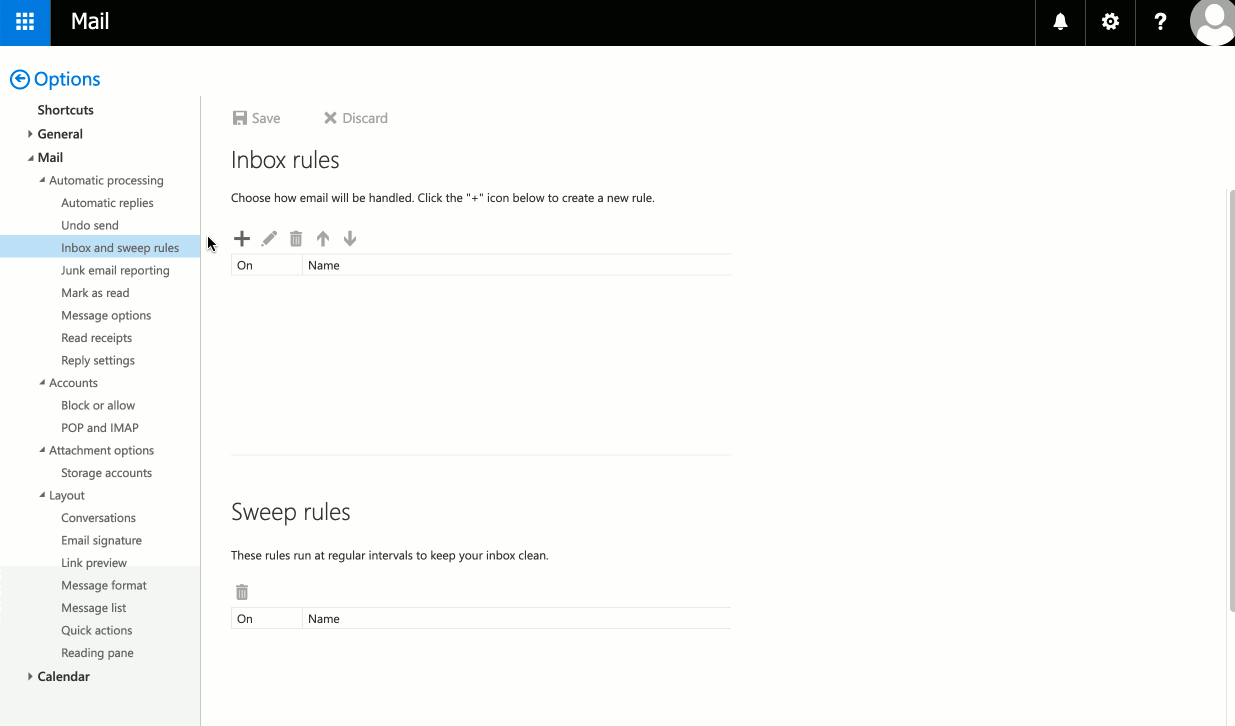 Mail
Options
Shortcuts
General
Mail
Automatic processing
Automatic replies
Undo send
Inbox and sweep rules
Junk email reporting
Mark as read
Message options
Read receipts
Reply settings
Accounts
Block or allow
POP and IMAP
Attachment options
Storage accounts
Layout
Conversations
Email signature
Link preview
Message format
Message list
Quick actions
Reading pane
Calendar
Save Discard
Inbox rules
Choose how email will be handled. Click the "+" icon below to create a new rule.
On Name
Sweep rules
These rules run at regular intervals to keep your inbox clean.
On Name